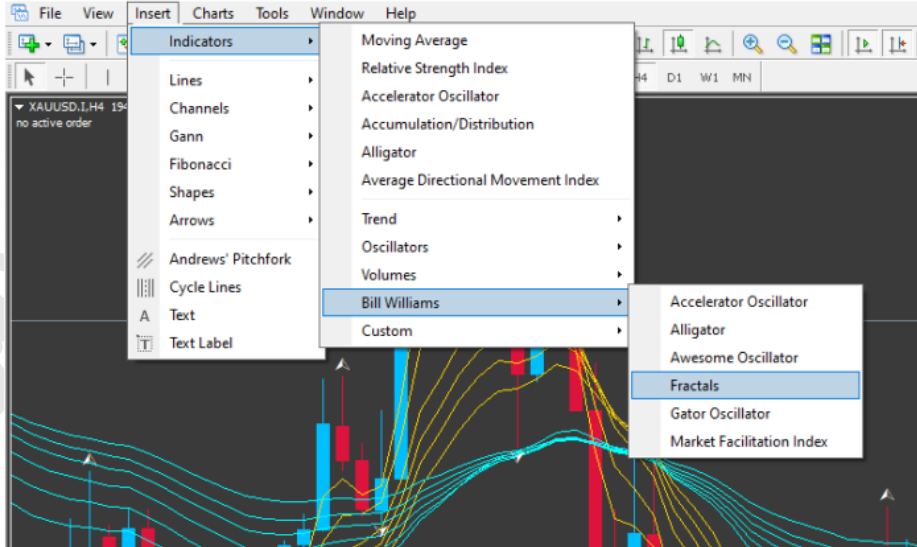 File View Insert Charts Tools Window Help
Indicators
Lines
Channels
Gann
Fibonacci
Shapes
Arrows
Andrews' Pitchfork
Cycle Lines
A Text
T Text Label
Moving Average
Relative Strength Index
Accelerator Oscillator
Accumulation/Distribution
Alligator
Average Directional Movement Index
Trend
Oscillators
Volumes
Bill Williams
Custom
Accelerator Oscillator
Alligator
Awesome Oscillator
Fractals
Gator Oscillator
Market Facilitation Index
H4 D1 W1 MN
XAUUSD.I,H4 194
no active order